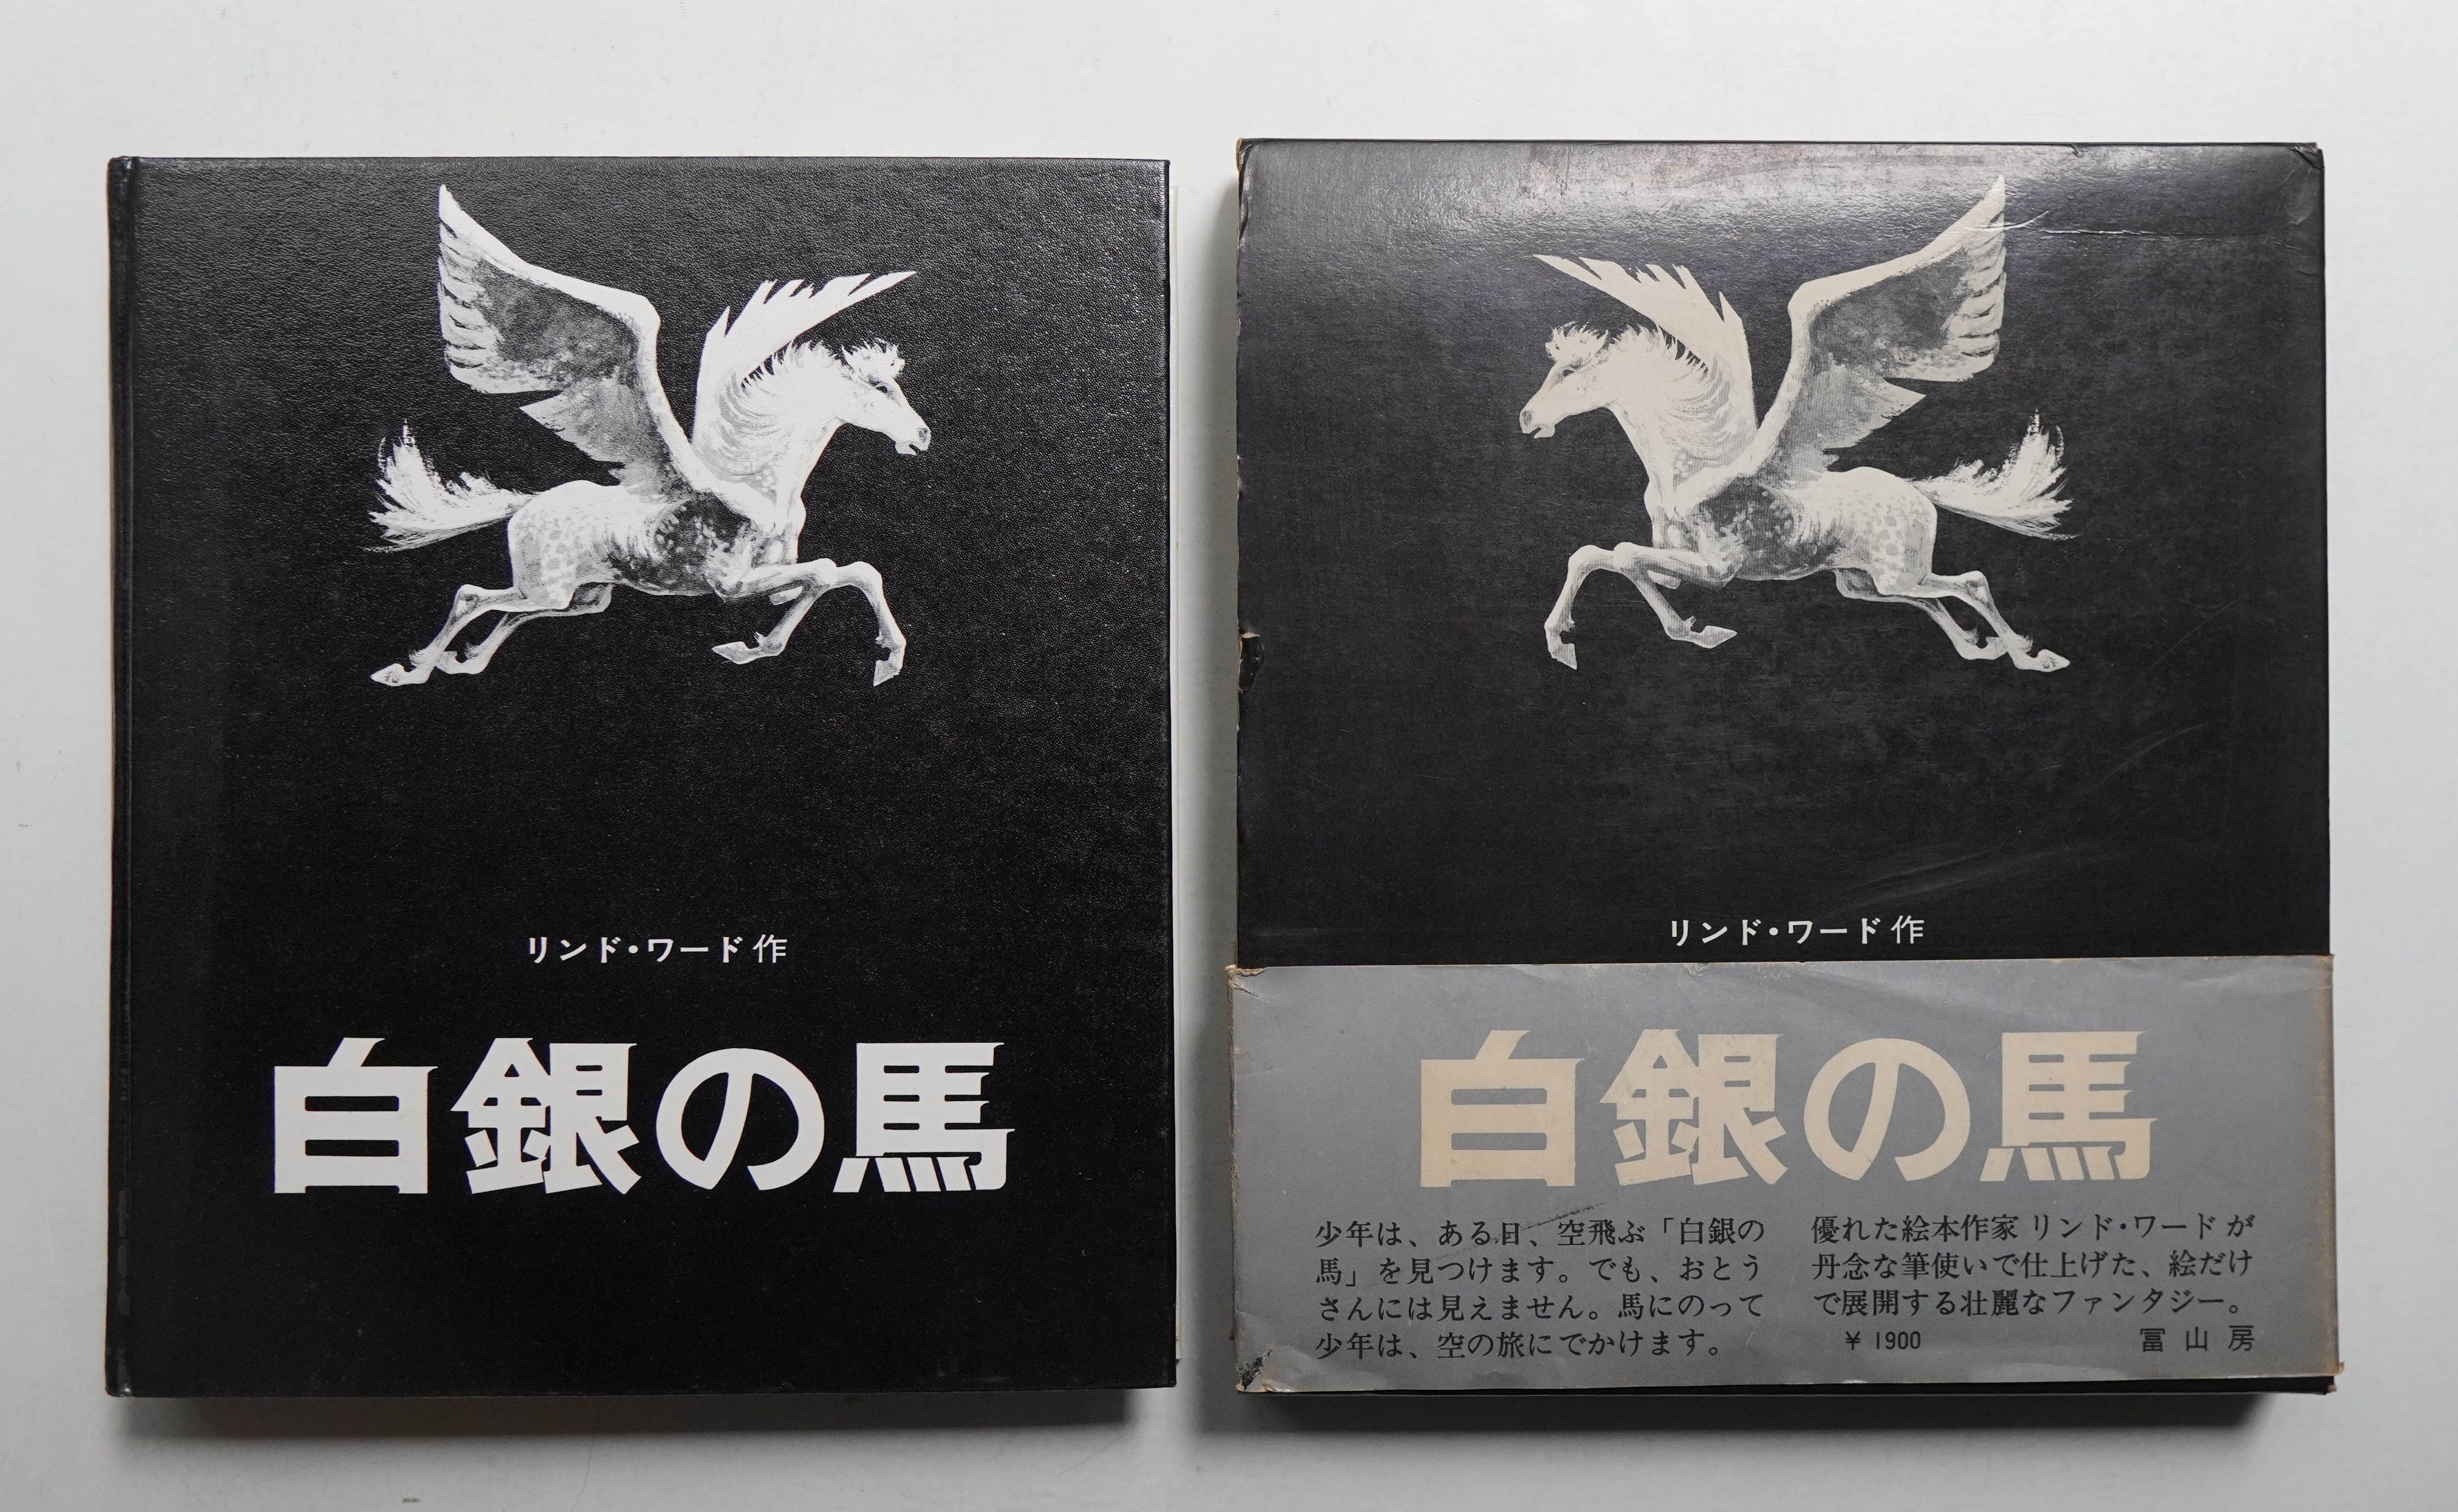 リンド・ワード作
白銀の馬
リンド・ワード作
白銀の馬
少年は、ある日、空飛ぶ「白銀の
馬」を見つけます。でも、おとう
さんには見えません。馬にのって
少年は、空の旅にでかけます。
優れた絵本作家 リンド・ワード が
丹念な筆使いで仕上げた、絵だけ
で展開する壮麗なファンタジー。
¥1900 冨山房